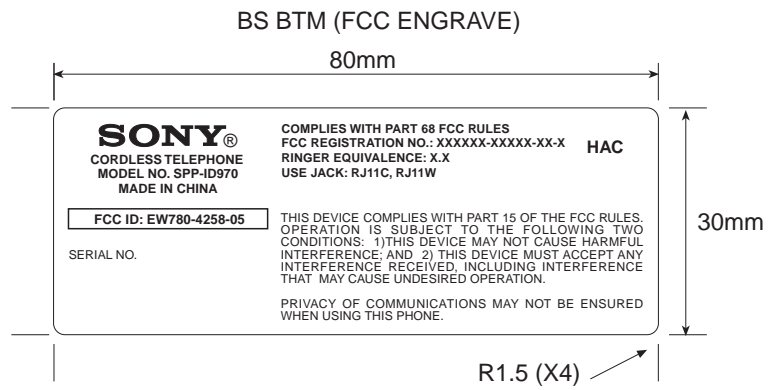 BS BTM (FCC ENGRAVE)
80mm
SONY®
CORDLESS TELEPHONE
MODEL NO. SPP-ID970
MADE IN CHINA
FCC ID: EW780-4258-05
SERIAL NO.
COMPLIES WITH PART 68 FCC RULES
FCC REGISTRATION NO.: XXXXXX-XXXXX-XX-X
RINGER EQUIVALENCE: X.X
USE JACK: RJ11C, RJ11W
HAC
THIS DEVICE COMPLIES WITH PART 15 OF THE FCC RULES.
OPERATION IS SUBJECT TO THE FOLLOWING TWO
CONDITIONS: 1)THIS DEVICE MAY NOT CAUSE HARMFUL
INTERFERENCE; AND 2) THIS DEVICE MUST ACCEPT ANY
INTERFERENCE RECEIVED, INCLUDING INTERFERENCE
THAT MAY CAUSE UNDESIRED OPERATION.
PRIVACY OF COMMUNICATIONS MAY NOT BE ENSURED
WHEN USING THIS PHONE.
30mm
R1.5 (X4)